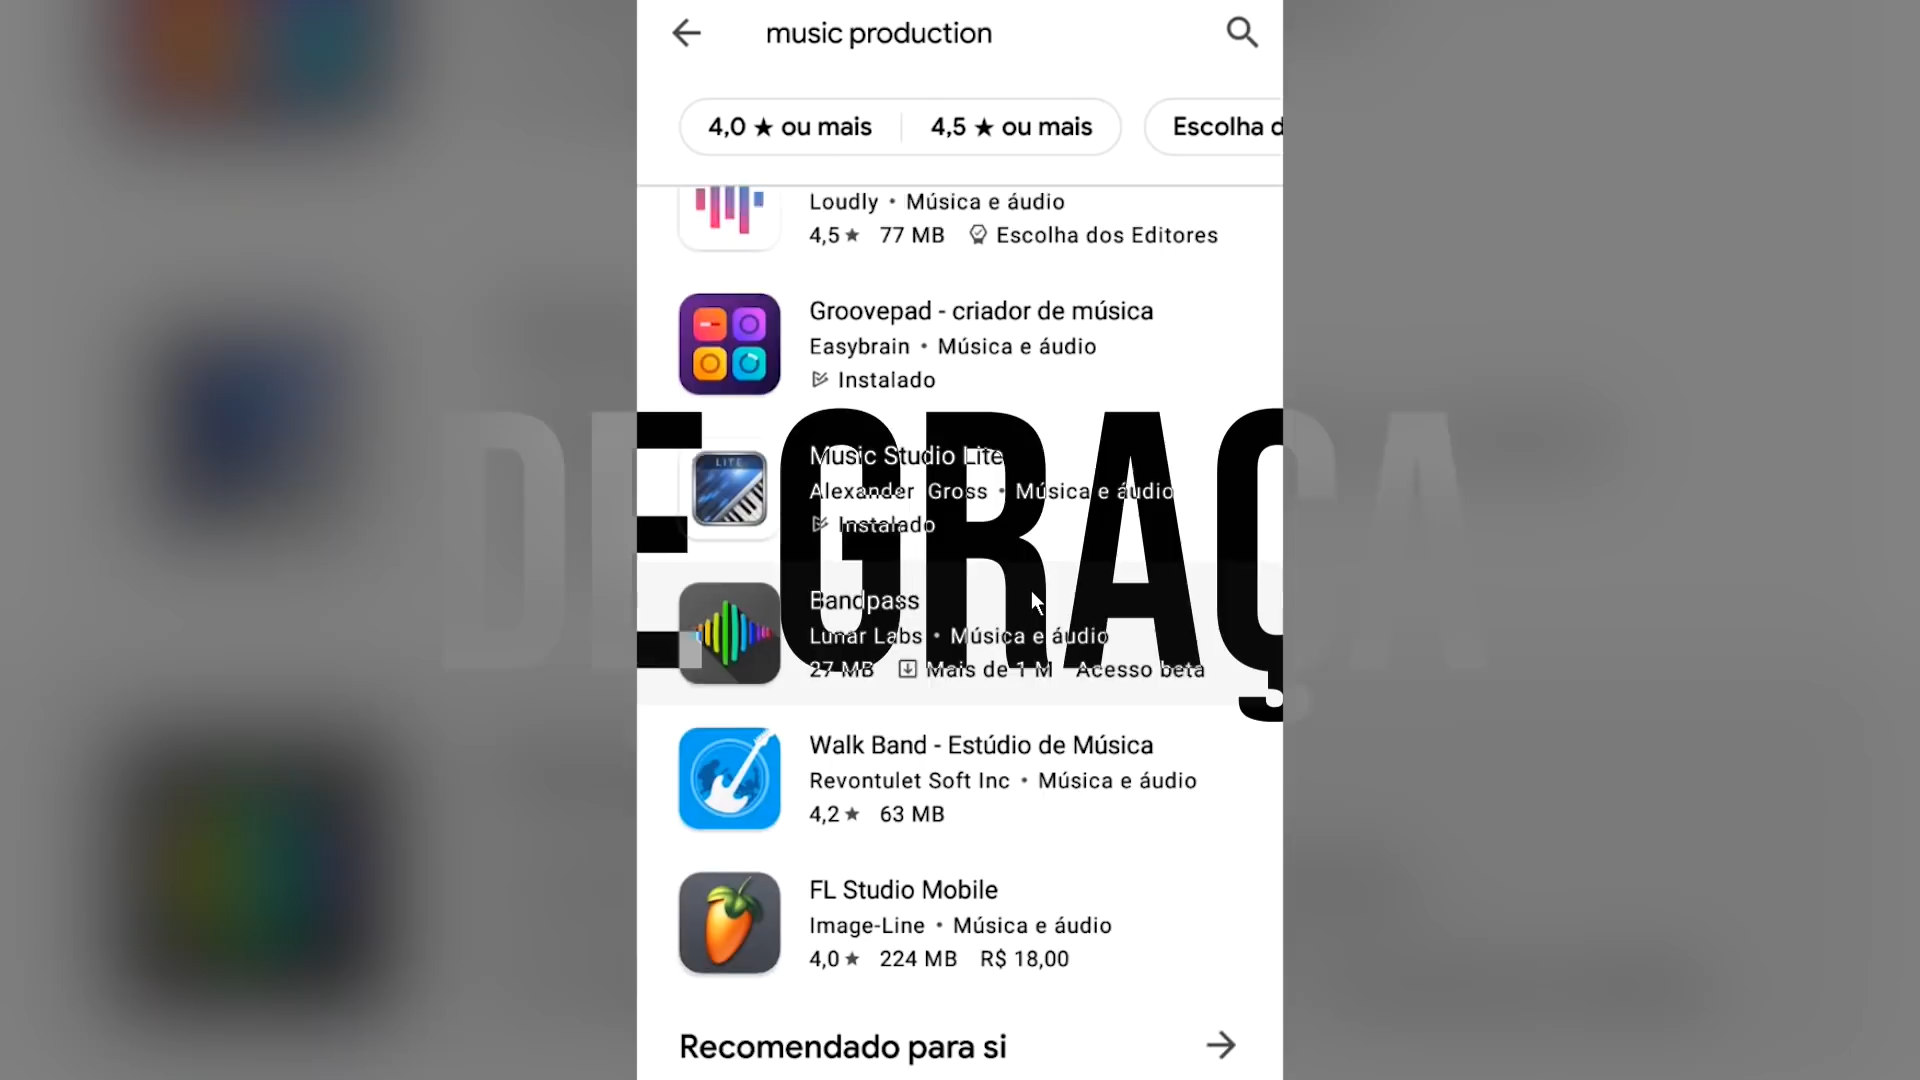 music production
4,0 ★ ou mais
4,5 ★ ou mais
Escolha d
Loudly • Música e áudio
4,5 ★ 77 MB Escolha dos Editores
Groovepad - criador de música
Easybrain • Música e áudio
Instalado
DE GRAÇA
LITE
Music Studio Lite
Alexander Gross • Música e áudio
Instalado
Bandpass
Lunar Labs • Música e áudio
27 MB Mais de 1 M Acesso beta
Walk Band - Estúdio de Música
Revontulet Soft Inc • Música e áudio
4,2 ★ 63 MB
FL Studio Mobile
Image-Line • Música e áudio
4,0 ★ 224 MB R$ 18,00
Recomendado para si